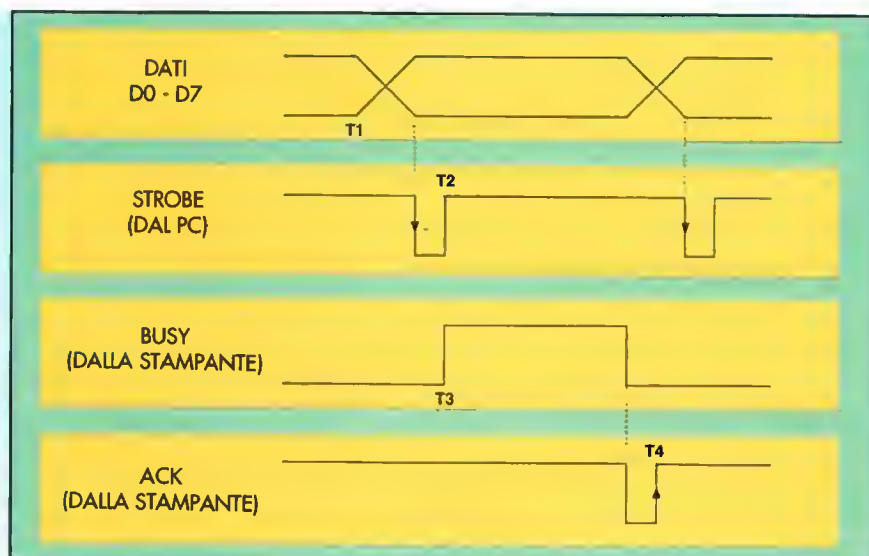 DATI
D0 - D7
T1
T2
STROBE
(DAL PC)
BUSY
(DALLA STAMPANTE)
T3
T4
ACK
(DALLA STAMPANTE)